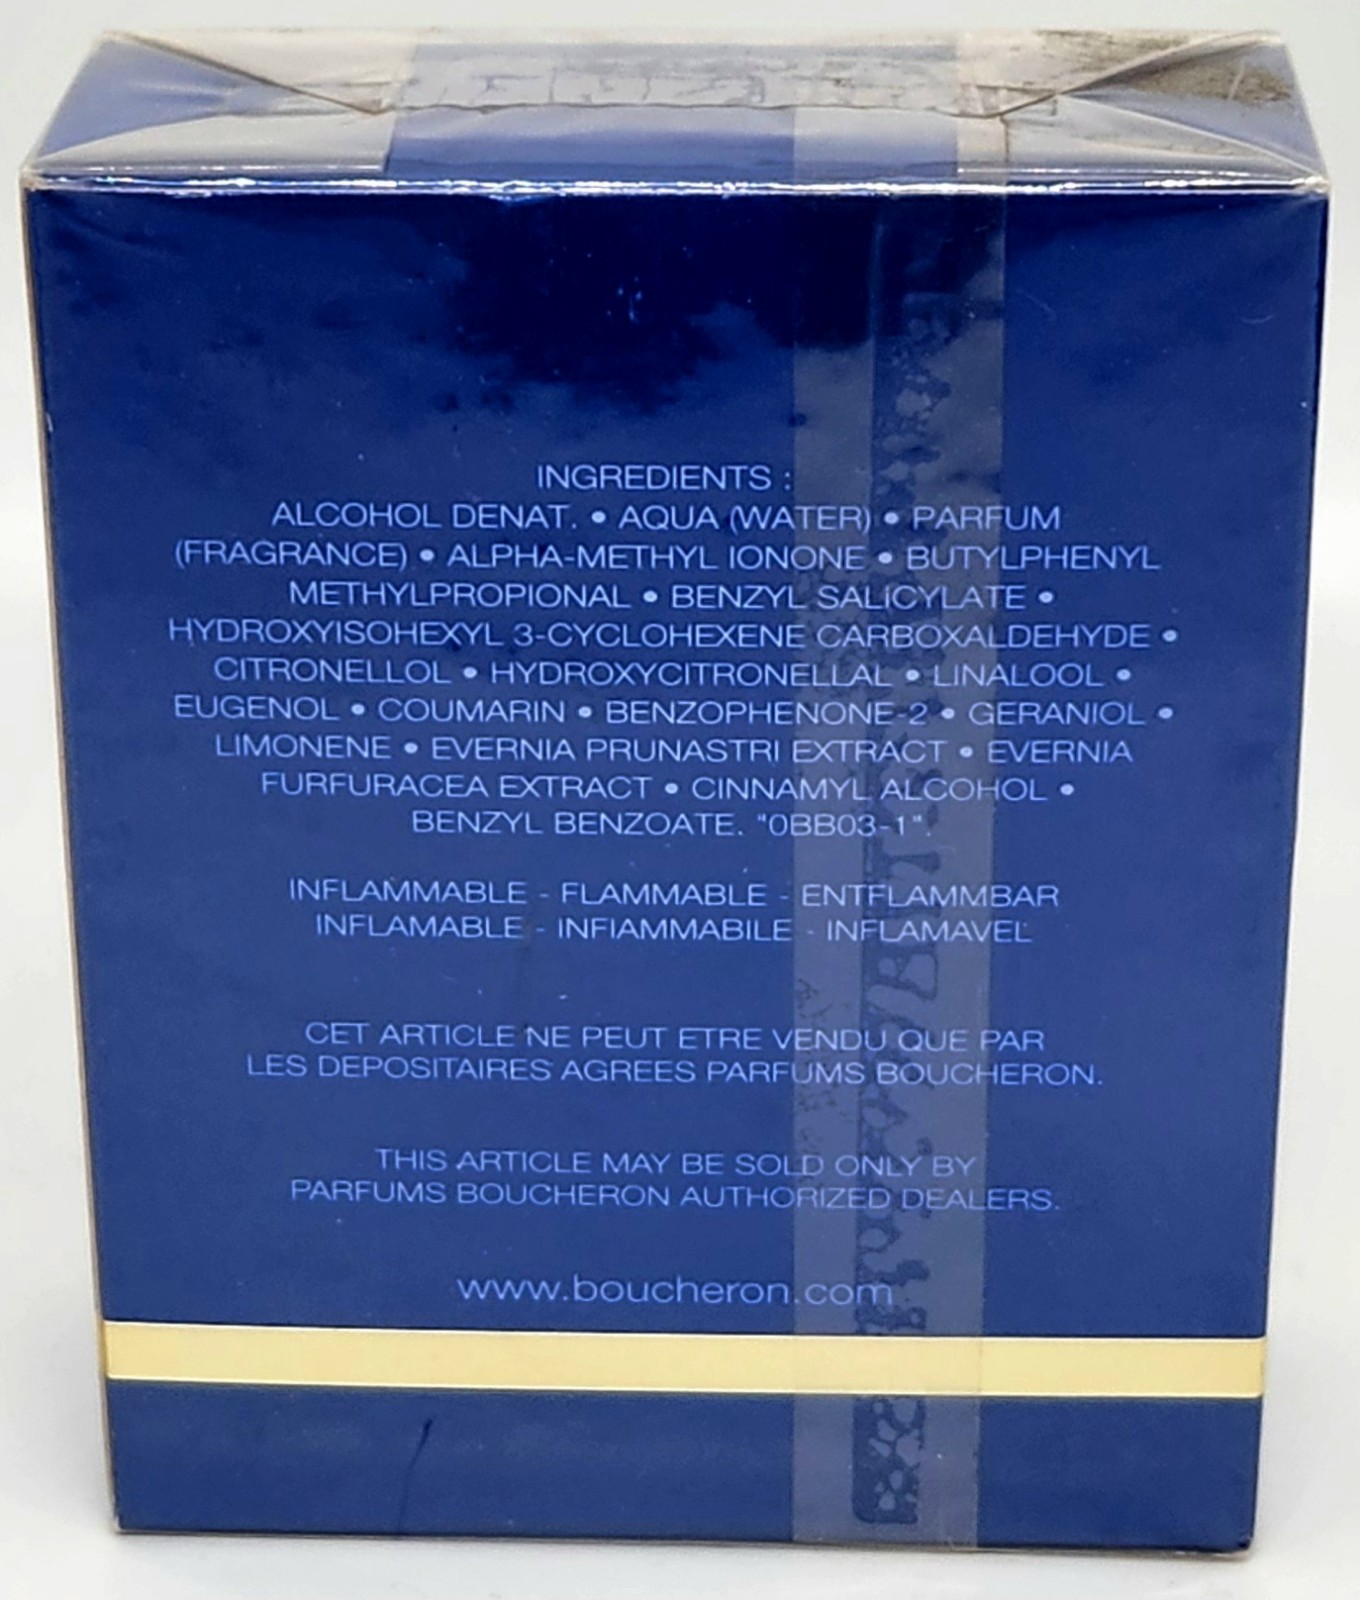 INGREDIENTS :
ALCOHOL DENAT. • AQUA (WATER) • PARFUM
(FRAGRANCE) • ALPHA-METHYL IONONE • BUTYLPHENYL
METHYLPROPIONAL • BENZYL SALICYLATE •
HYDROXYISOHEXYL 3-CYCLOHEXENE CARBOXALDEHYDE •
CITRONELLOL • HYDROXYCITRONELLAL • LINALOOL •
EUGENOL • COUMARIN • BENZOPHENONE-2 • GERANIOL •
LIMONENE • EVERNIA PRUNASTRI EXTRACT • EVERNIA
FURFURACEA EXTRACT • CINNAMYL ALCOHOL •
BENZYL BENZOATE. "0BB03-1".
INFLAMMABLE - FLAMMABLE - ENTFLAMMBAR
INFLAMABLE - INFIAMMABILE - INFLAMAVEL
CET ARTICLE NE PEUT ETRE VENDU QUE PAR
LES DEPOSITAIRES AGREES PARFUMS BOUCHERON.
THIS ARTICLE MAY BE SOLD ONLY BY
PARFUMS BOUCHERON AUTHORIZED DEALERS.
www.boucheron.com